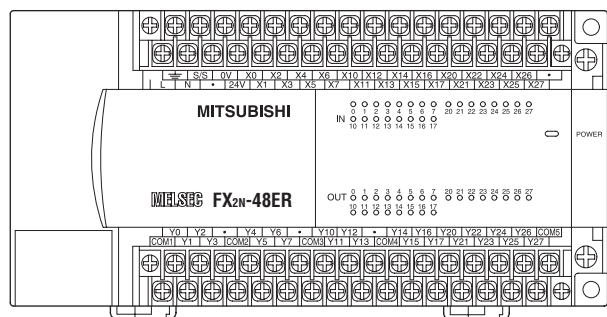 ⏚ S/S 0V X0 X2 X4 X6 X10 X12 X14 X16 X20 X22 X24 X26 •
L N • 24V X1 X3 X5 X7 X11 X13 X15 X17 X21 X23 X25 X27
MITSUBISHI
0 1 2 3 4 5 6 7 20 21 22 23 24 25 26 27
IN
10 11 12 13 14 15 16 17
POWER
MELSEC FX2N-48ER
0 1 2 3 4 5 6 7 20 21 22 23 24 25 26 27
OUT
10 11 12 13 14 15 16 17
Y0 Y2 • Y4 Y6 • Y10 Y12 • Y14 Y16 Y20 Y22 Y24 Y26 COM5
COM1 Y1 Y3 COM2 Y5 Y7 COM3 Y11 Y13 COM4 Y15 Y17 Y21 Y23 Y25 Y27